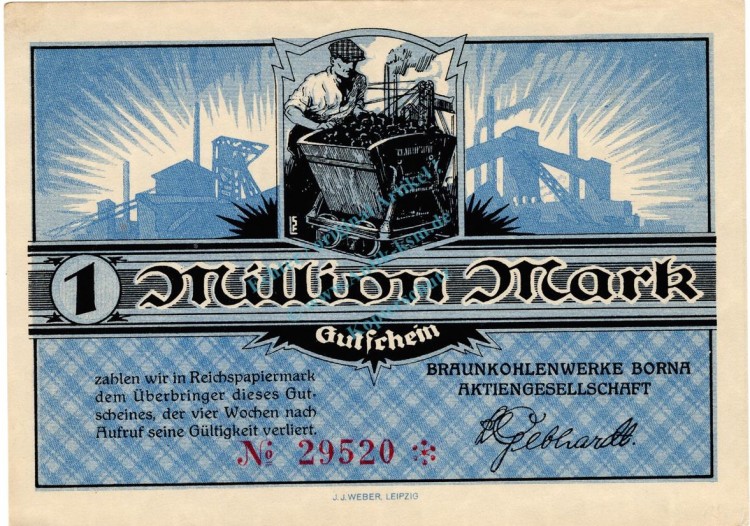 1 Million Mark
Gutschein
zahlen wir in Reichspapiermark
dem Überbringer dieses Gut-
scheines, der vier Wochen nach
Aufruf seine Gültigkeit verliert.
BRAUNKOHLENWERKE BORNA
AKTIENGESELLSCHAFT
Gebhardt.
№ 29520
J.J. WEBER, LEIPZIG